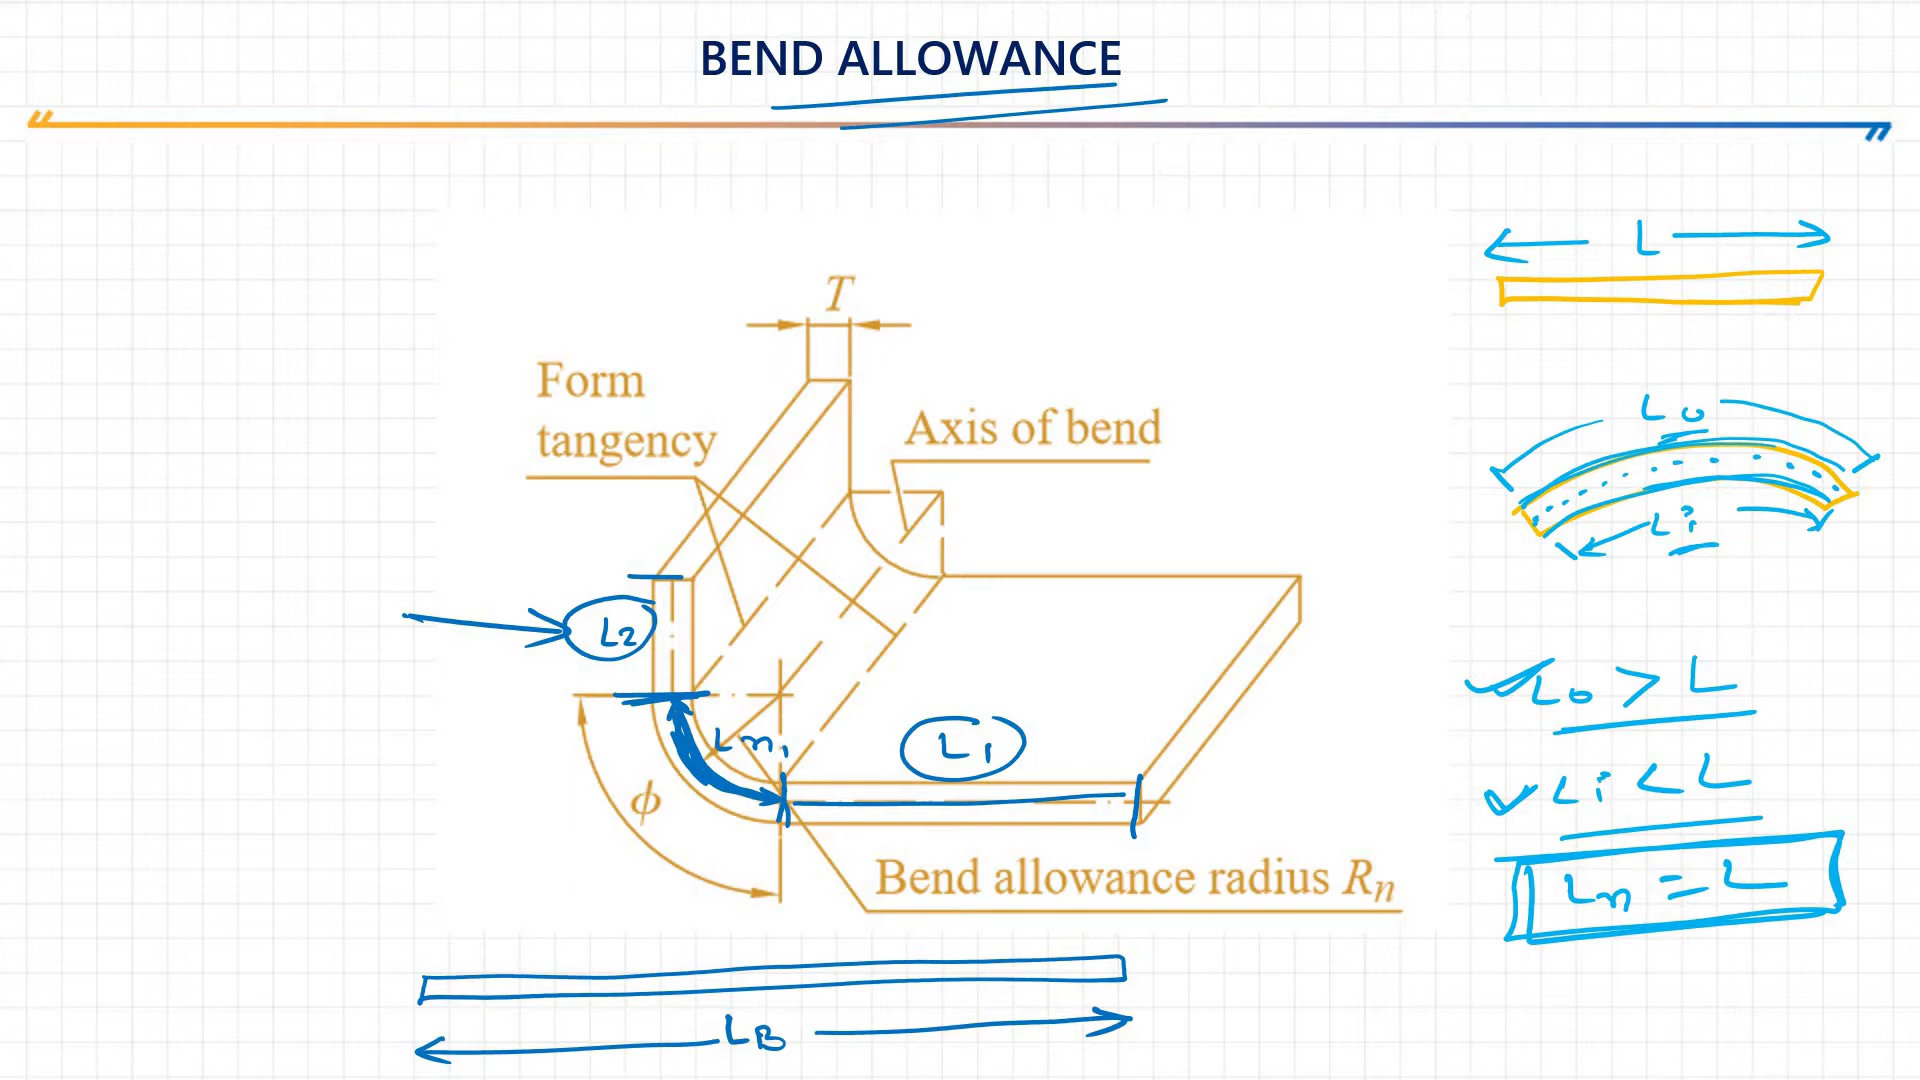 BEND ALLOWANCE
L
T
Form
tangency
Axis of bend
Lo
Li
L2
Lo > L
Ln1
L1
Li < L
ϕ
Bend allowance radius Rn
Ln = L
LB